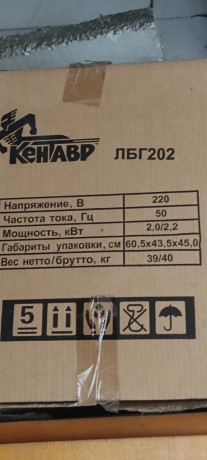 КЕНТАВР
ЛБГ202
Напряжение, В 220
Частота тока, Гц 50
Мощность, кВт 2,0/2,2
Габариты упаковки, см 60,5х43,5х45,0
Вес нетто/брутто, кг 39/40
5